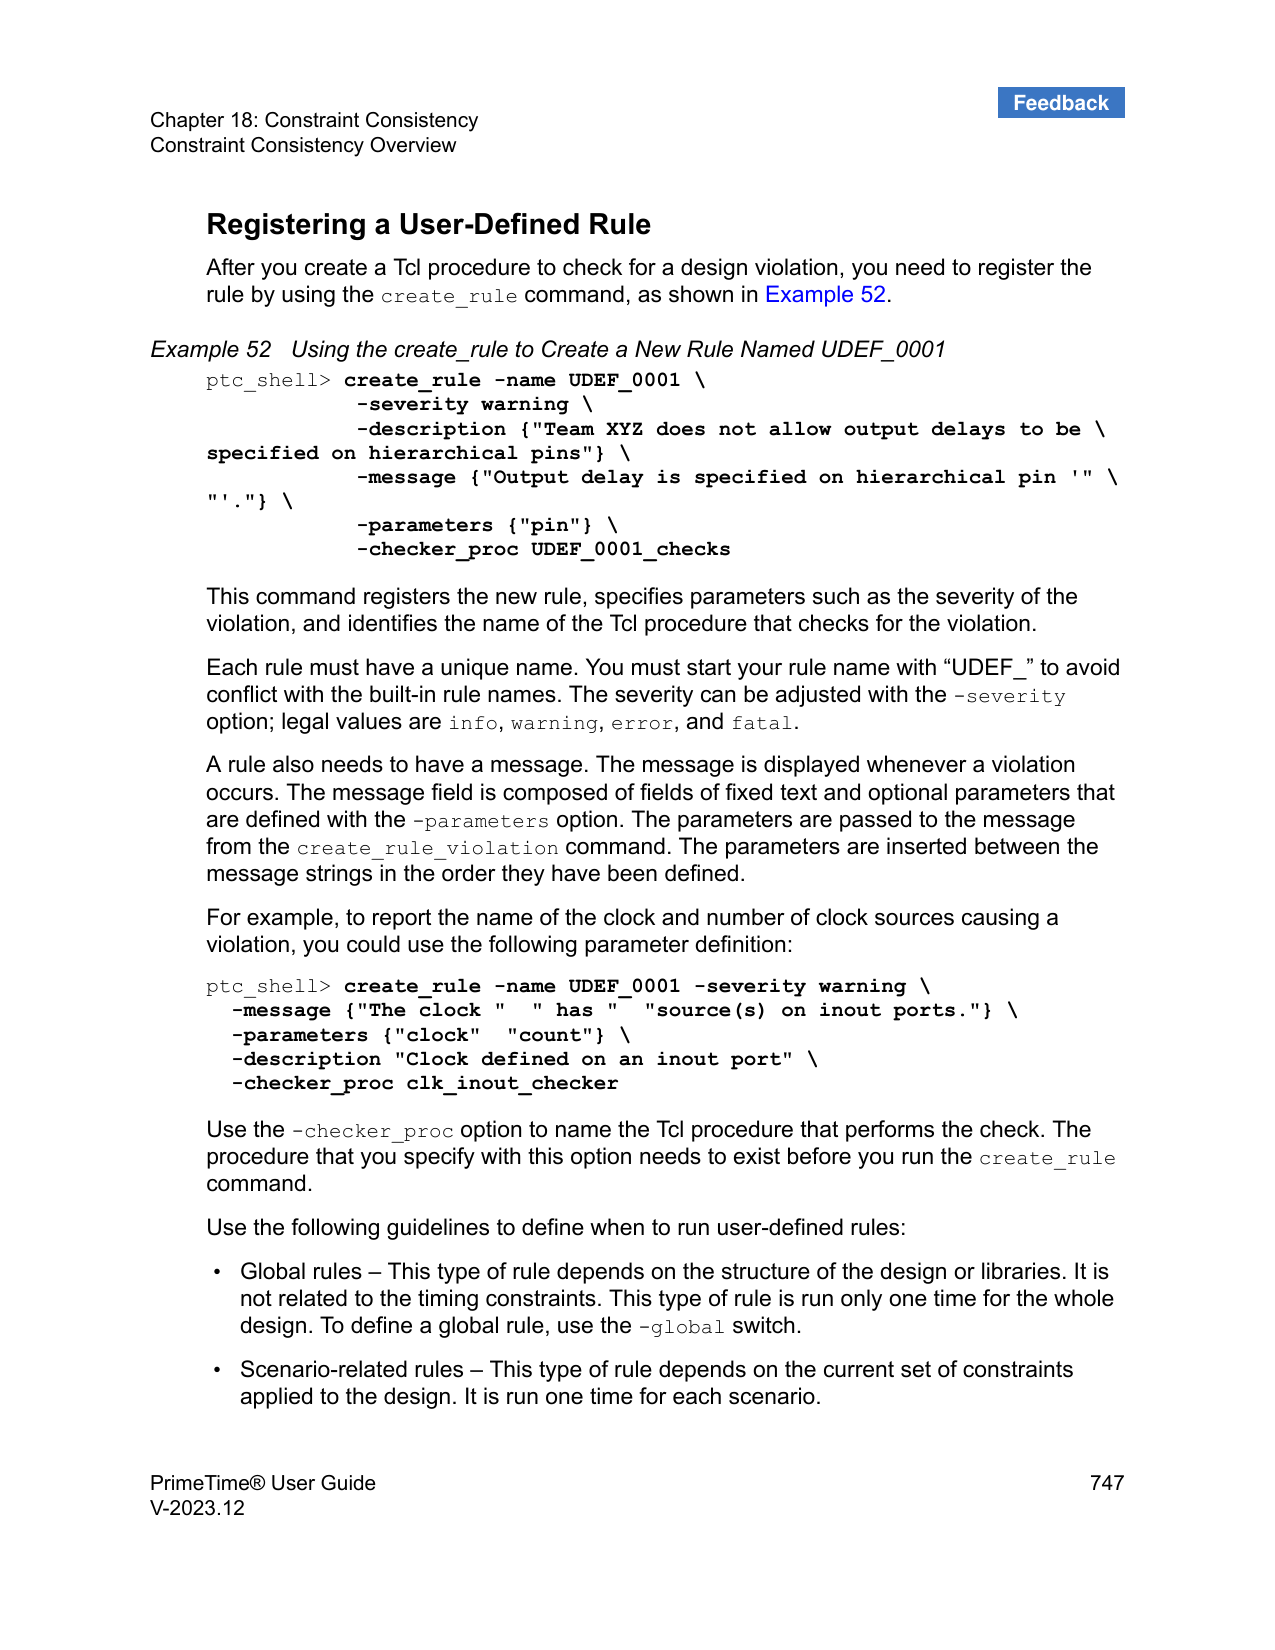 Feedback
Chapter 18: Constraint Consistency
Constraint Consistency Overview
Registering a User-Defined Rule
After you create a Tcl procedure to check for a design violation, you need to register the
rule by using the create_rule command, as shown in Example 52.
Example 52 Using the create_rule to Create a New Rule Named UDEF_0001
ptc_shell> create_rule -name UDEF_0001 \
-severity warning \
-description {"Team XYZ does not allow output delays to be \
specified on hierarchical pins"} \
-message {"Output delay is specified on hierarchical pin '" \
"'."} \
-parameters {"pin"} \
-checker_proc UDEF_0001_checks
This command registers the new rule, specifies parameters such as the severity of the
violation, and identifies the name of the Tcl procedure that checks for the violation.
Each rule must have a unique name. You must start your rule name with “UDEF_” to avoid
conflict with the built-in rule names. The severity can be adjusted with the -severity
option; legal values are info, warning, error, and fatal.
A rule also needs to have a message. The message is displayed whenever a violation
occurs. The message field is composed of fields of fixed text and optional parameters that
are defined with the -parameters option. The parameters are passed to the message
from the create_rule_violation command. The parameters are inserted between the
message strings in the order they have been defined.
For example, to report the name of the clock and number of clock sources causing a
violation, you could use the following parameter definition:
ptc_shell> create_rule -name UDEF_0001 -severity warning \
-message {"The clock "  " has "  "source(s) on inout ports."} \
-parameters {"clock"  "count"} \
-description "Clock defined on an inout port" \
-checker_proc clk_inout_checker
Use the -checker_proc option to name the Tcl procedure that performs the check. The
procedure that you specify with this option needs to exist before you run the create_rule
command.
Use the following guidelines to define when to run user-defined rules:
• Global rules – This type of rule depends on the structure of the design or libraries. It is
not related to the timing constraints. This type of rule is run only one time for the whole
design. To define a global rule, use the -global switch.
• Scenario-related rules – This type of rule depends on the current set of constraints
applied to the design. It is run one time for each scenario.
PrimeTime® User Guide 747
V-2023.12